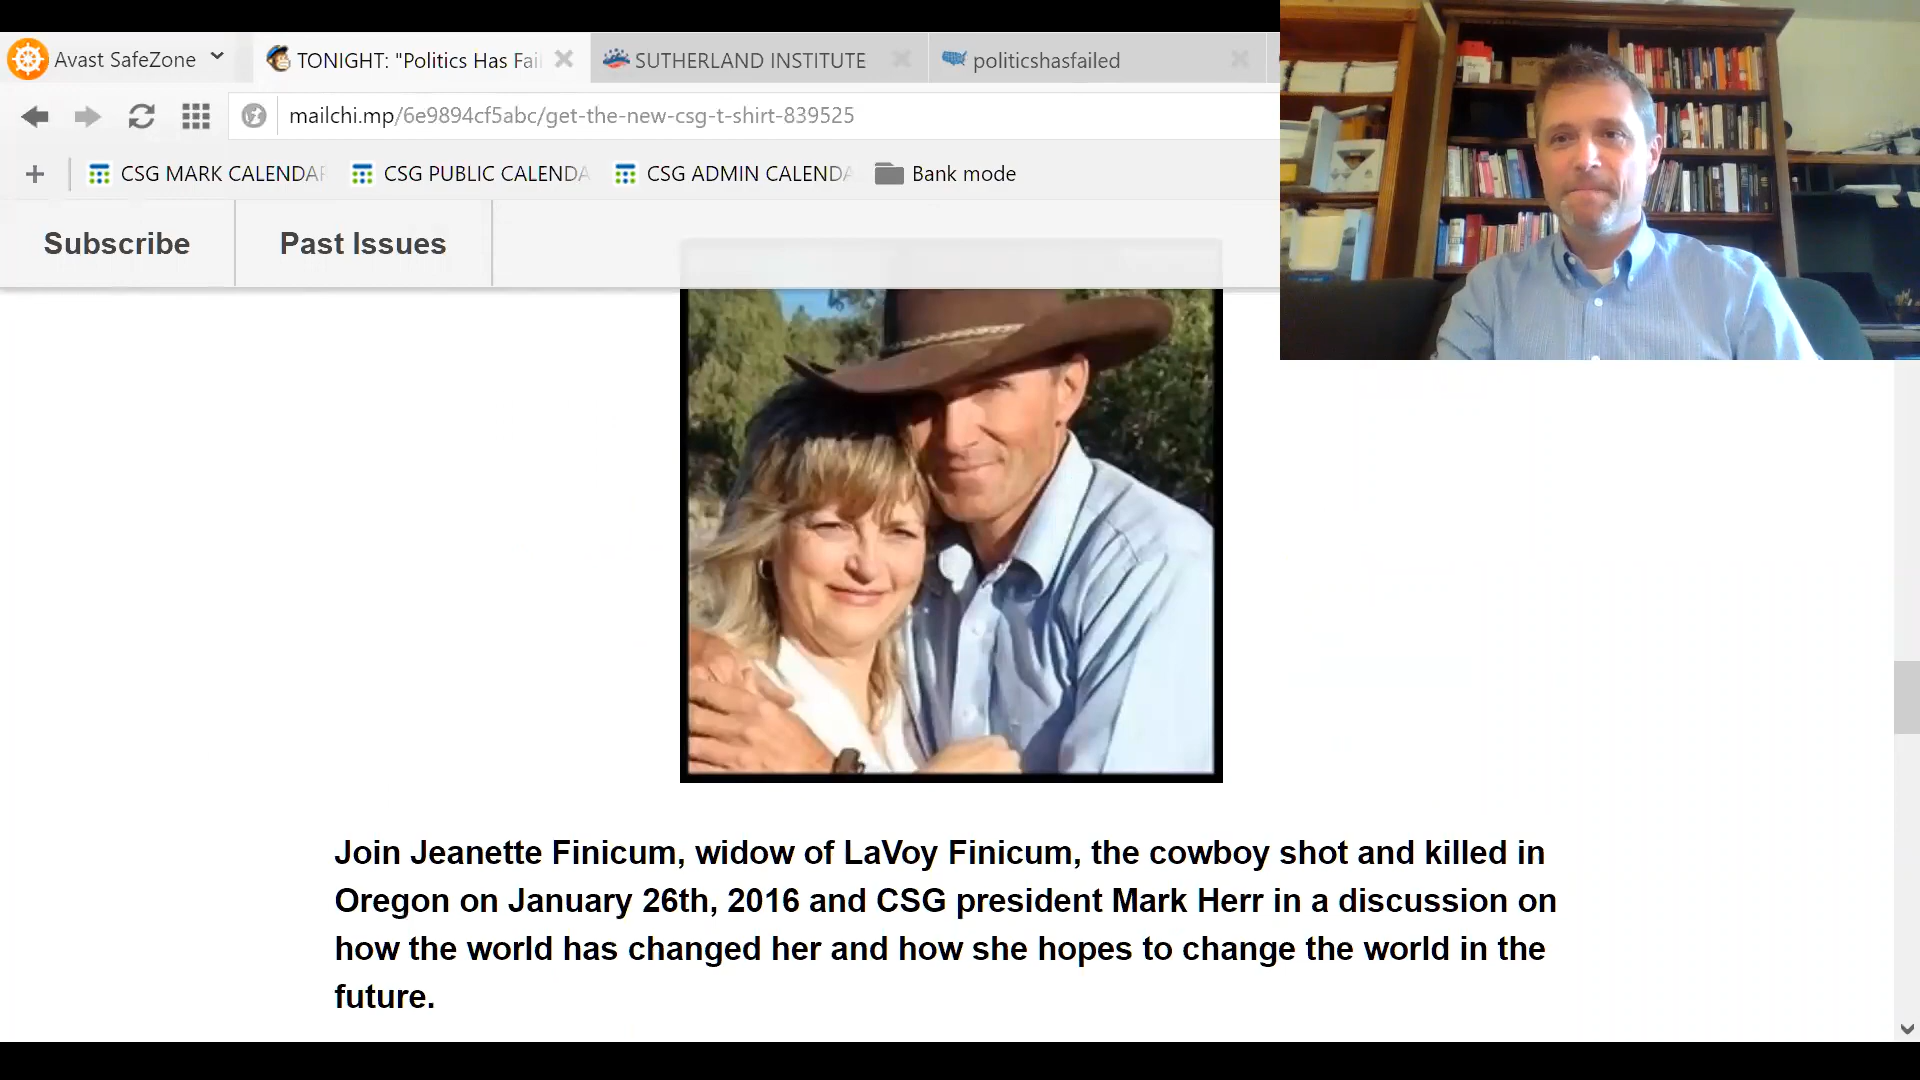 Avast SafeZone
TONIGHT: "Politics Has Fai
SUTHERLAND INSTITUTE
politicshasfailed
mailchi.mp/6e9894cf5abc/get-the-new-csg-t-shirt-839525
CSG MARK CALENDAR
CSG PUBLIC CALENDA
CSG ADMIN CALENDA
Bank mode
Subscribe
Past Issues
Join Jeanette Finicum, widow of LaVoy Finicum, the cowboy shot and killed in
Oregon on January 26th, 2016 and CSG president Mark Herr in a discussion on
how the world has changed her and how she hopes to change the world in the
future.